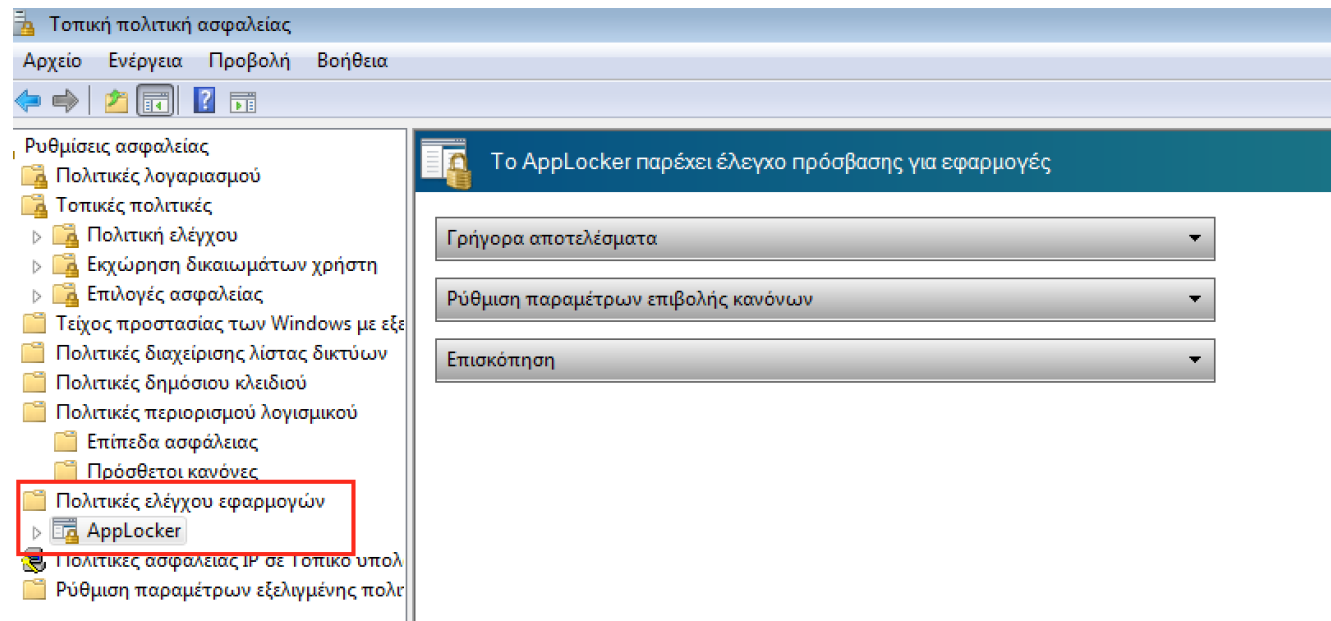 Τοπική πολιτική ασφαλείας
Αρχείο Ενέργεια Προβολή Βοήθεια
Ρυθμίσεις ασφαλείας
Πολιτικές λογαριασμού
Τοπικές πολιτικές
Πολιτική ελέγχου
Εκχώρηση δικαιωμάτων χρήστη
Επιλογές ασφαλείας
Τείχος προστασίας των Windows με εξε
Πολιτικές διαχείρισης λίστας δικτύων
Πολιτικές δημόσιου κλειδιού
Πολιτικές περιορισμού λογισμικού
Επίπεδα ασφάλειας
Πρόσθετοι κανόνες
Πολιτικές ελέγχου εφαρμογών
AppLocker
Πολιτικές ασφαλείας IP σε Τοπικό υπολ
Ρύθμιση παραμέτρων εξελιγμένης πολιτ
Το AppLocker παρέχει έλεγχο πρόσβασης για εφαρμογές
Γρήγορα αποτελέσματα
Ρύθμιση παραμέτρων επιβολής κανόνων
Επισκόπηση